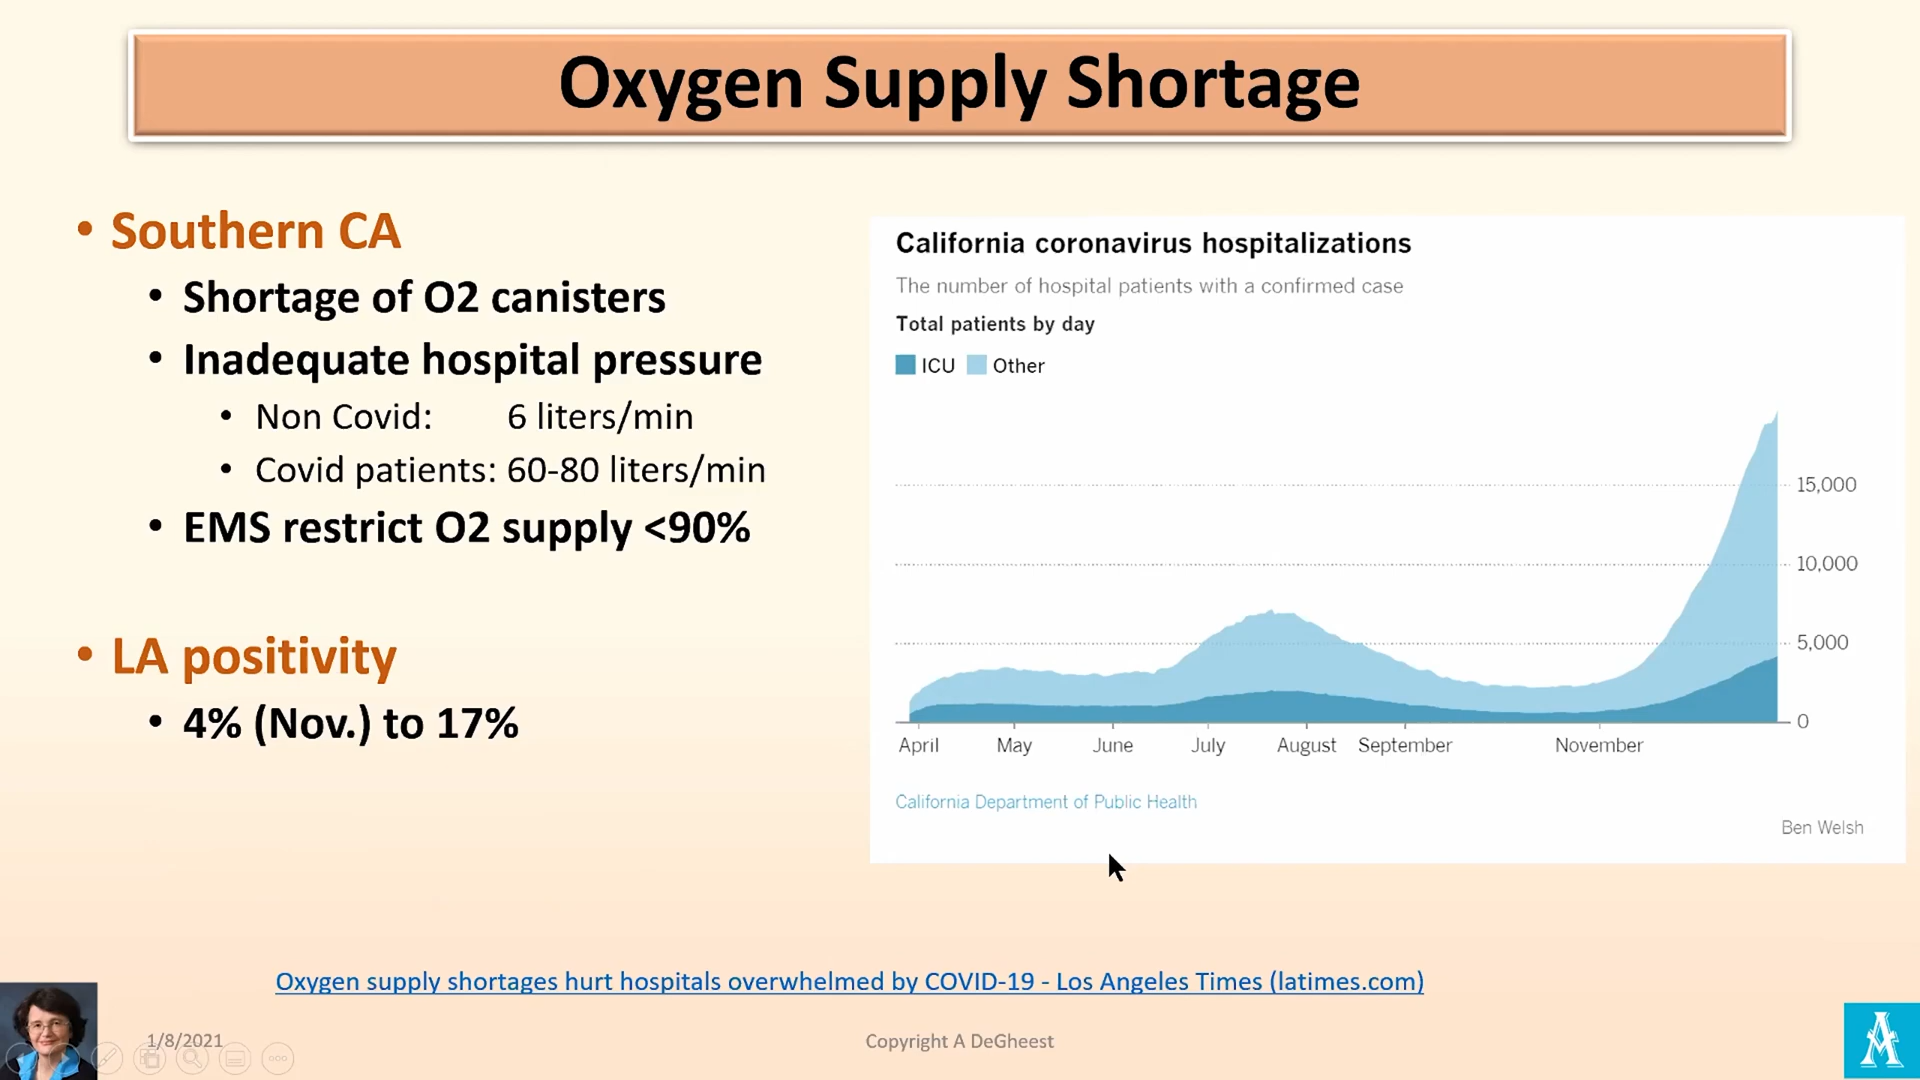 Oxygen Supply Shortage
• Southern CA
• Shortage of O2 canisters
• Inadequate hospital pressure
• Non Covid: 6 liters/min
• Covid patients: 60-80 liters/min
• EMS restrict O2 supply <90%
• LA positivity
• 4% (Nov.) to 17%
California coronavirus hospitalizations
The number of hospital patients with a confirmed case
Total patients by day
ICU Other
15,000
10,000
5,000
0
April May June July August September November
California Department of Public Health
Ben Welsh
Oxygen supply shortages hurt hospitals overwhelmed by COVID-19 - Los Angeles Times (latimes.com)
1/8/2021
Copyright A DeGheest
A